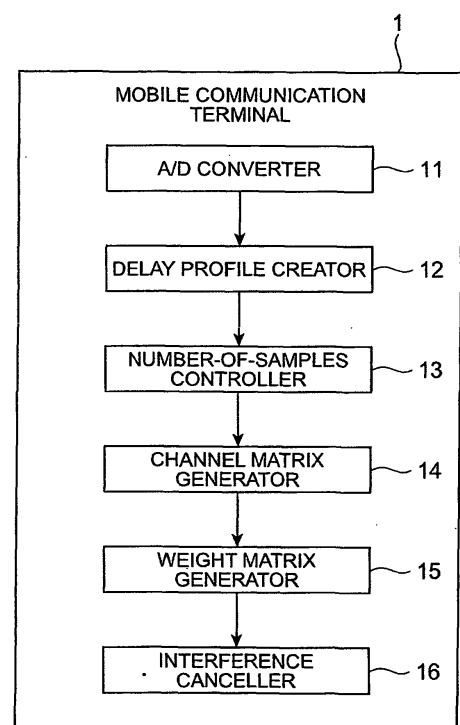 1
MOBILE COMMUNICATION
TERMINAL
A/D CONVERTER
11
DELAY PROFILE CREATOR
12
NUMBER-OF-SAMPLES
CONTROLLER
13
CHANNEL MATRIX
GENERATOR
14
WEIGHT MATRIX
GENERATOR
15
INTERFERENCE
CANCELLER
16